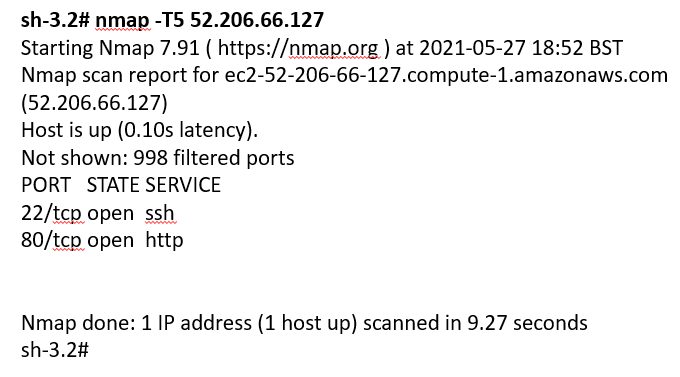 sh-3.2# nmap -T5 52.206.66.127
Starting Nmap 7.91 ( https://nmap.org ) at 2021-05-27 18:52 BST
Nmap scan report for ec2-52-206-66-127.compute-1.amazonaws.com
(52.206.66.127)
Host is up (0.10s latency).
Not shown: 998 filtered ports
PORT   STATE SERVICE
22/tcp open  ssh
80/tcp open  http
Nmap done: 1 IP address (1 host up) scanned in 9.27 seconds
sh-3.2#